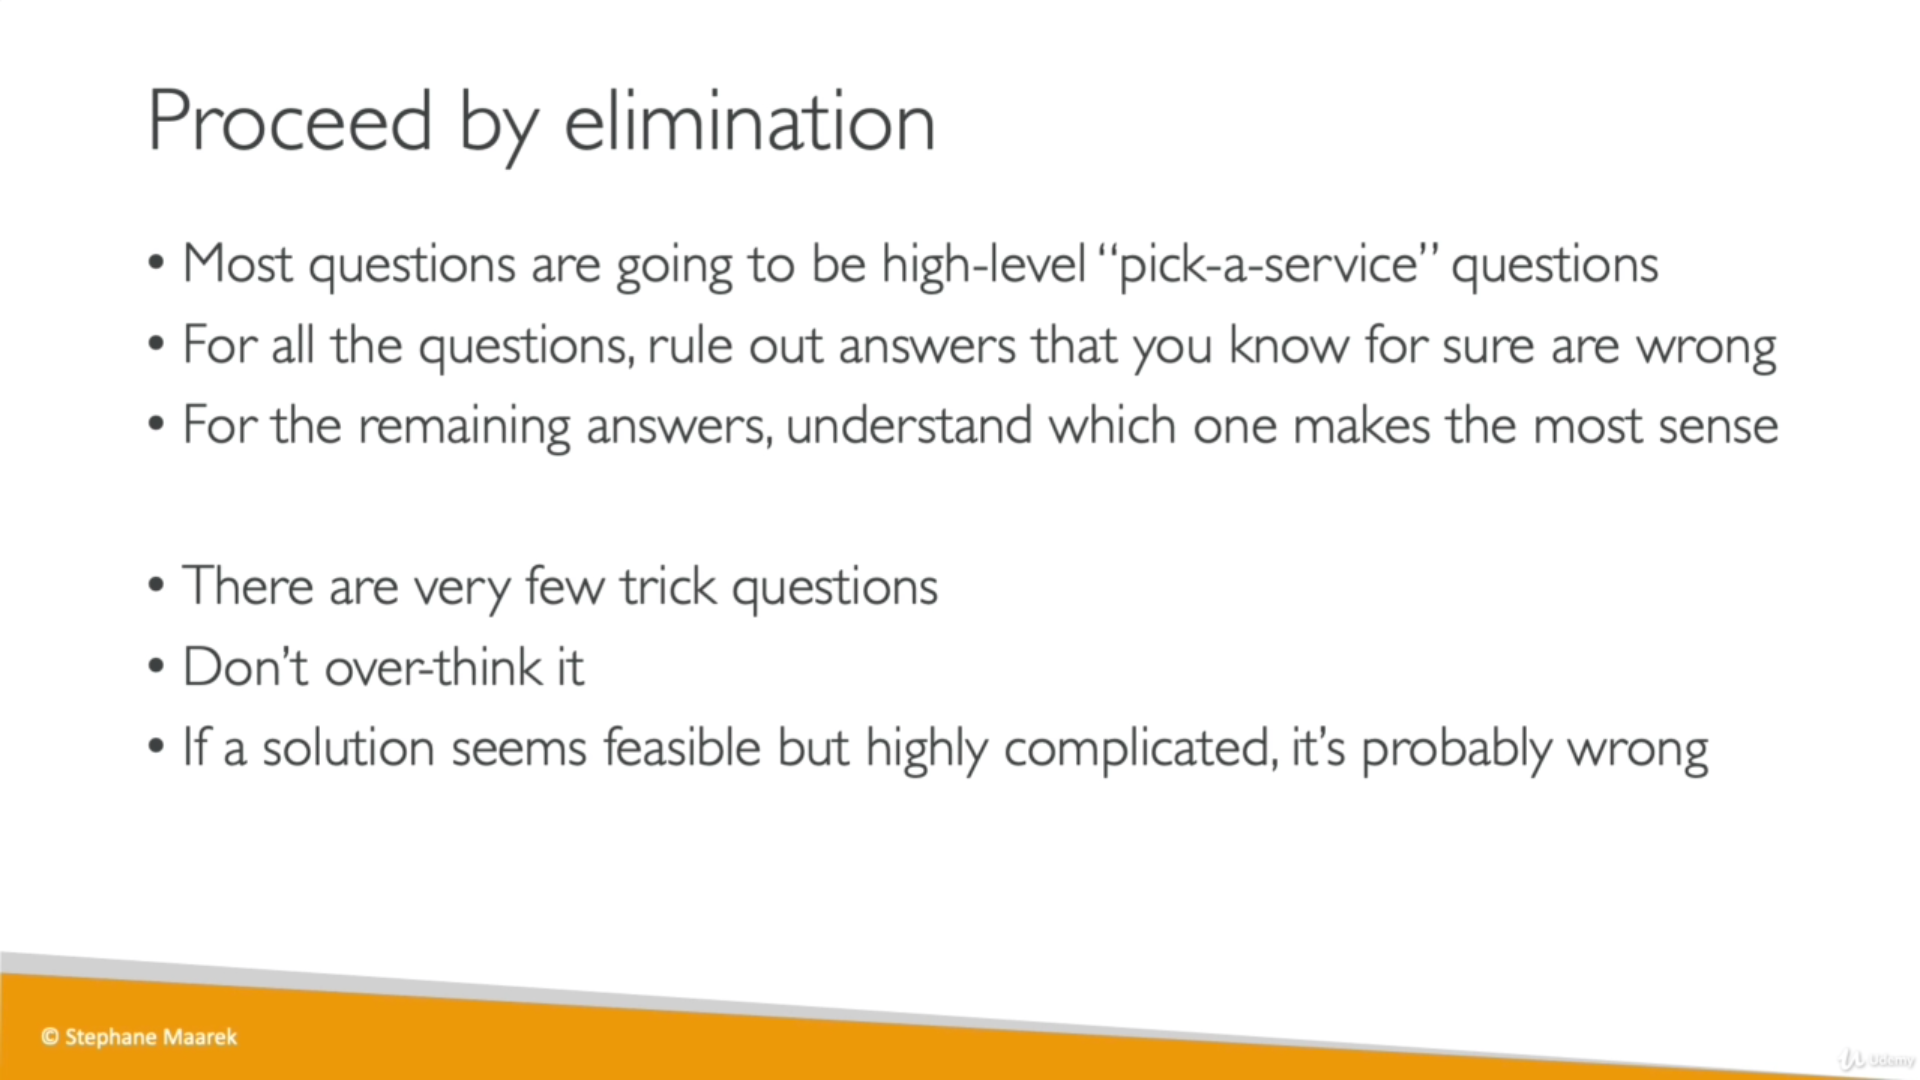 Proceed by elimination
• Most questions are going to be high-level “pick-a-service” questions
• For all the questions, rule out answers that you know for sure are wrong
• For the remaining answers, understand which one makes the most sense
• There are very few trick questions
• Don’t over-think it
• If a solution seems feasible but highly complicated, it’s probably wrong
© Stephane Maarek
Udemy